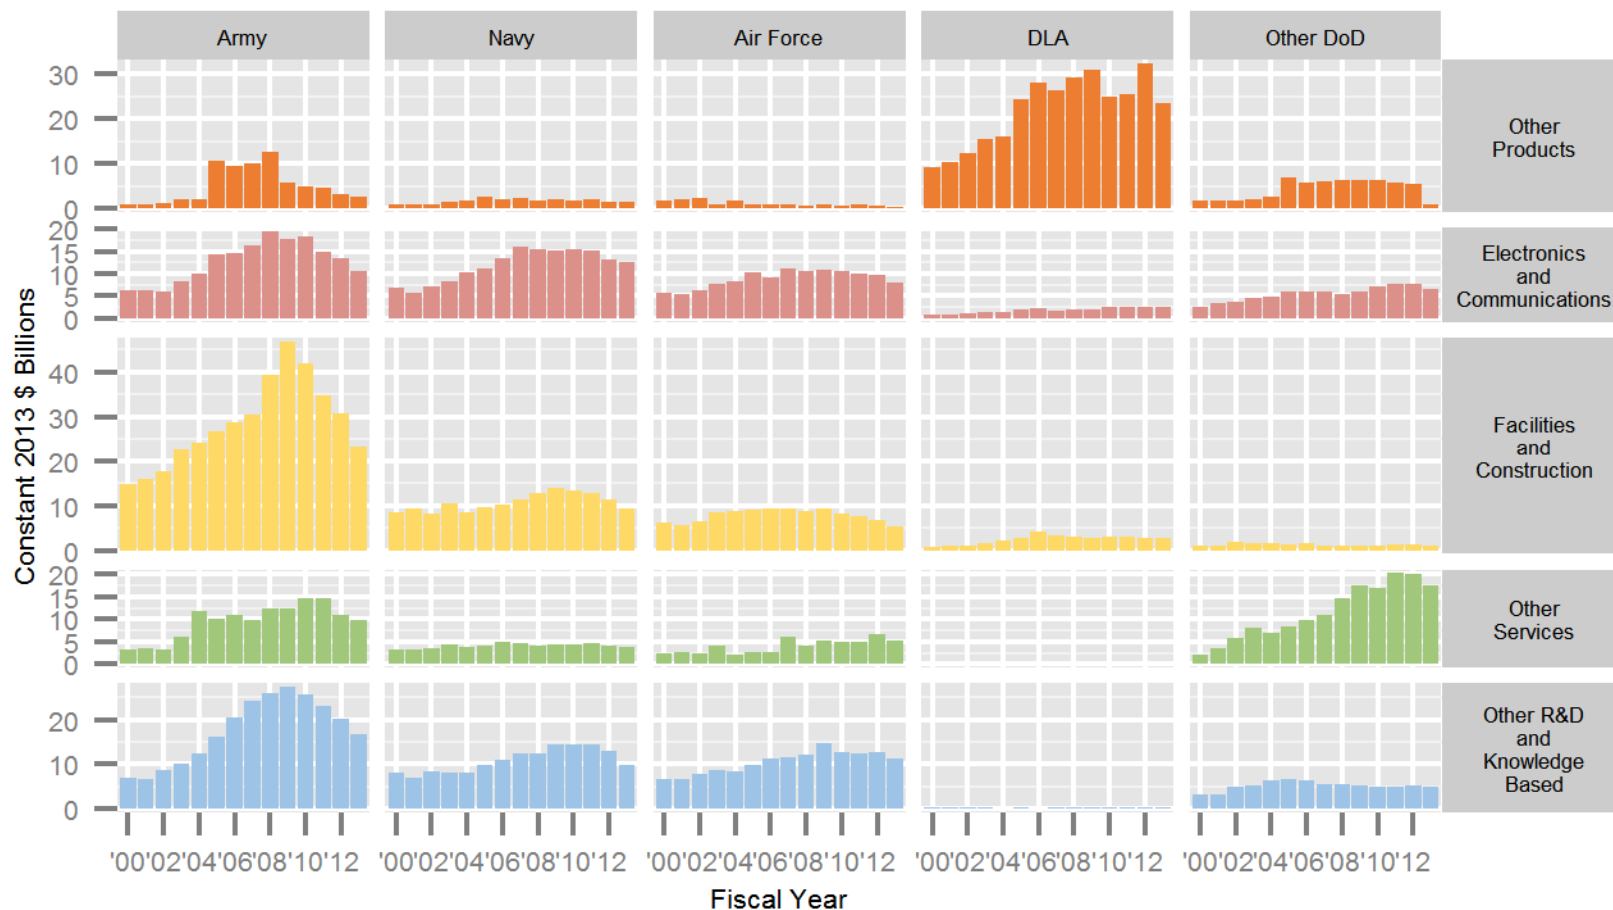 Army
Navy
Air Force
DLA
Other DoD
30
20
10
0
Other
Products
20
15
10
5
0
Electronics
and
Communications
40
30
20
10
0
Facilities
and
Construction
20
15
10
5
0
Other
Services
20
10
0
Other R&D
and
Knowledge
Based
Constant 2013 $ Billions
'00'02'04'06'08'10'12
'00'02'04'06'08'10'12
'00'02'04'06'08'10'12
'00'02'04'06'08'10'12
'00'02'04'06'08'10'12
Fiscal Year